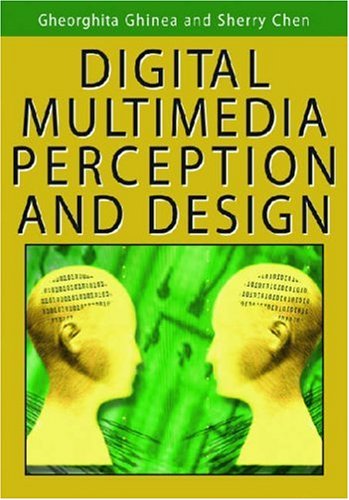 Gheorghita Ghinea and Sherry Chen
DIGITAL
MULTIMEDIA
PERCEPTION
AND DESIGN